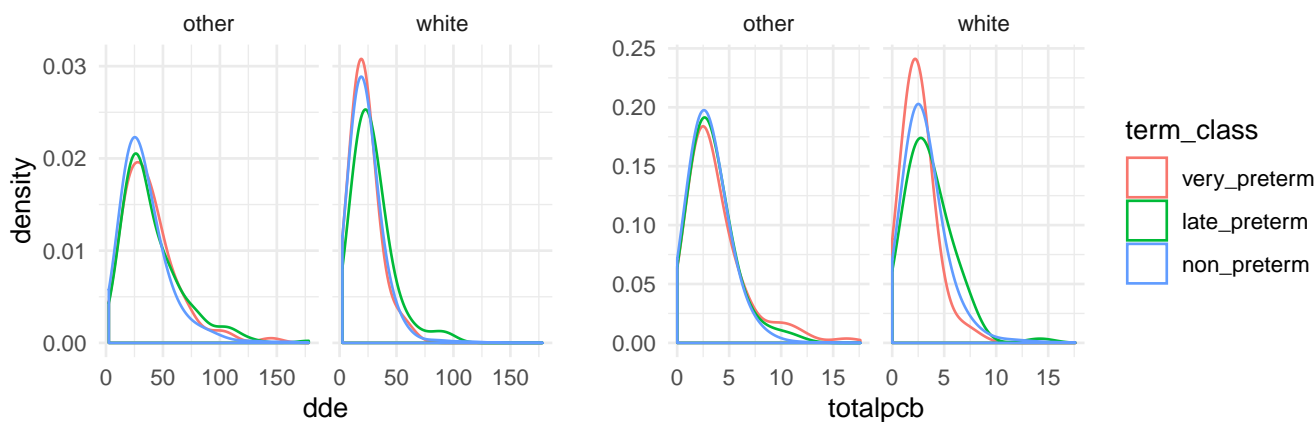 other white
other white
density
0.03
0.02
0.01
0.00
0 50 100 150
0 50 100 150
dde
0.25
0.20
0.15
0.10
0.05
0.00
0 5 10 15
0 5 10 15
totalpcb
term_class
very_preterm
late_preterm
non_preterm